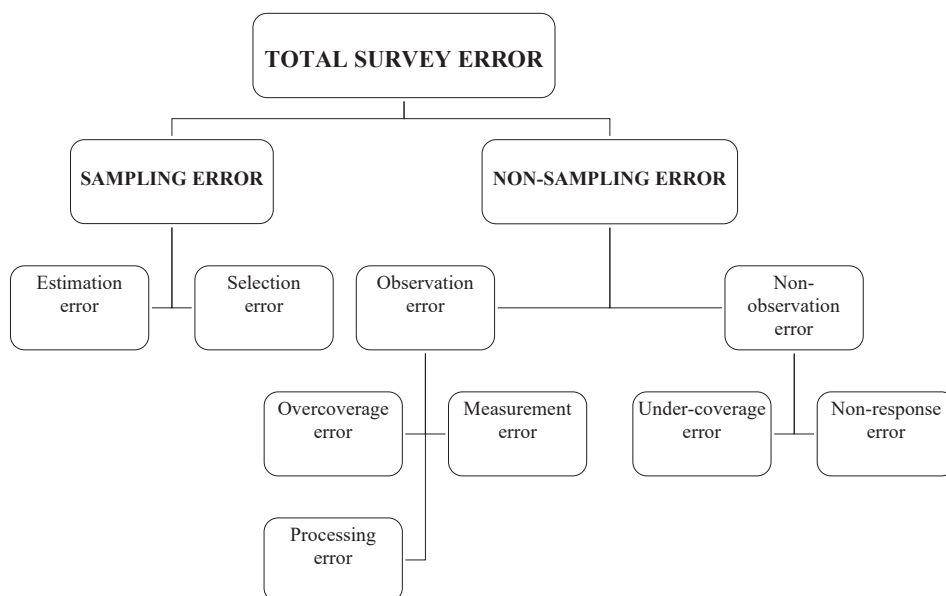 TOTAL SURVEY ERROR
SAMPLING ERROR
NON-SAMPLING ERROR
Estimation
error
Selection
error
Observation
error
Non-
observation
error
Overcoverage
error
Measurement
error
Under-coverage
error
Non-response
error
Processing
error